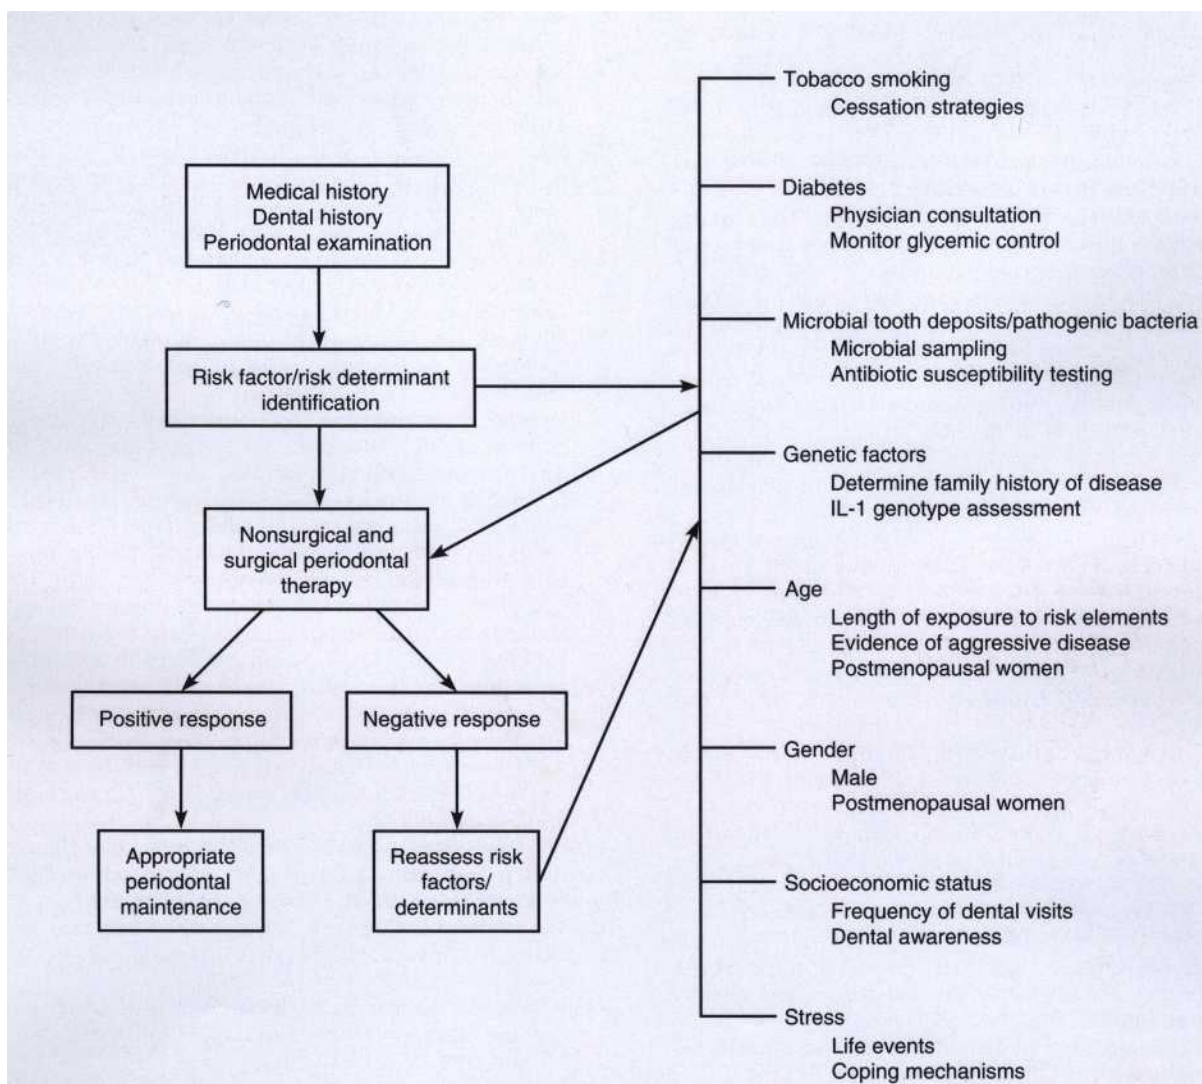 Medical history
Dental history
Periodontal examination
Risk factor/risk determinant
identification
Nonsurgical and
surgical periodontal
therapy
Positive response
Negative response
Appropriate
periodontal
maintenance
Reassess risk
factors/
determinants
Tobacco smoking
Cessation strategies
Diabetes
Physician consultation
Monitor glycemic control
Microbial tooth deposits/pathogenic bacteria
Microbial sampling
Antibiotic susceptibility testing
Genetic factors
Determine family history of disease
IL-1 genotype assessment
Age
Length of exposure to risk elements
Evidence of aggressive disease
Postmenopausal women
Gender
Male
Postmenopausal women
Socioeconomic status
Frequency of dental visits
Dental awareness
Stress
Life events
Coping mechanisms